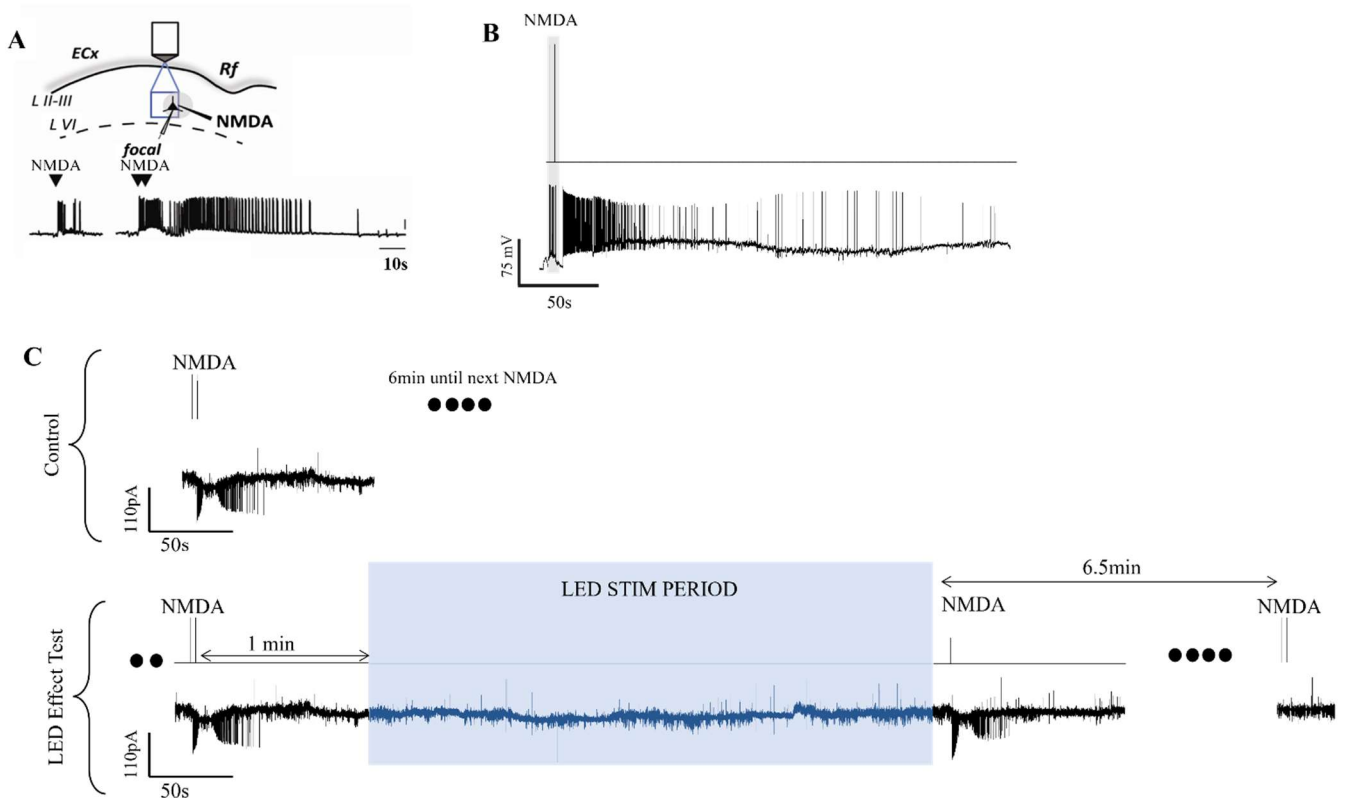 A
ECx
Rf
L II-III
L VI
NMDA
focal
NMDA
NMDA
10s
B
NMDA
75 mV
50s
C
Control
NMDA
6min until next NMDA
110pA
50s
LED Effect Test
NMDA
1 min
LED STIM PERIOD
6.5min
NMDA
NMDA
110pA
50s